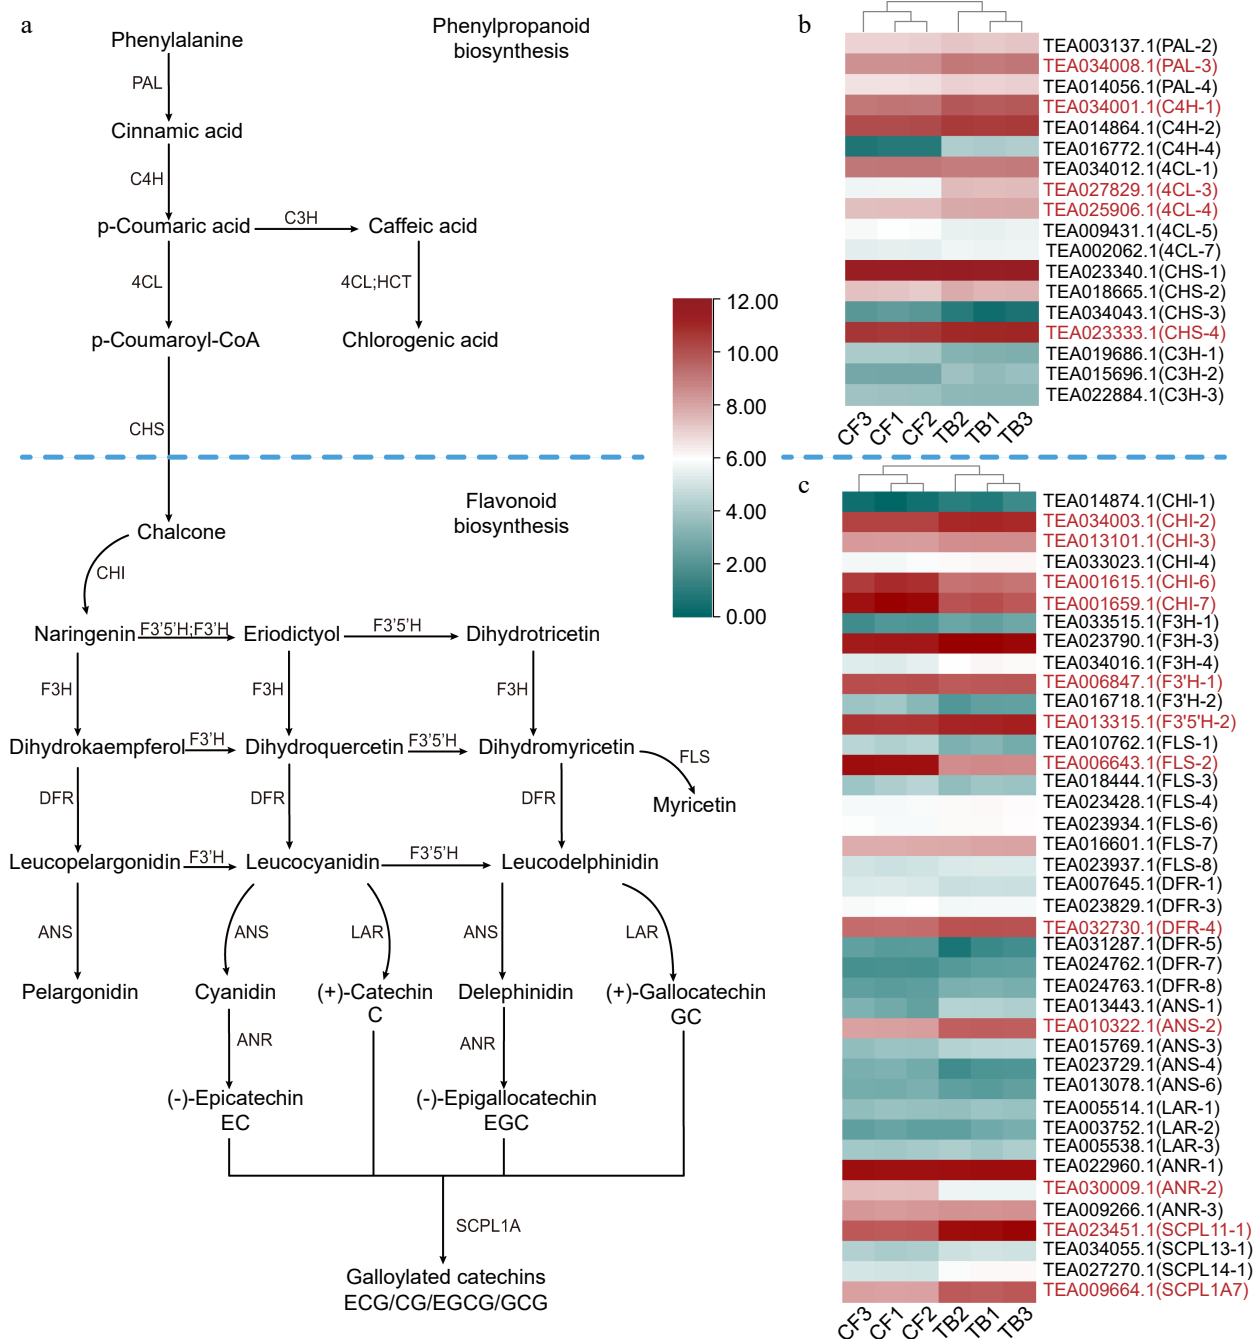 a
Phenylpropanoid
biosynthesis
Phenylalanine
PAL
Cinnamic acid
C4H
p-Coumaric acid
C3H
Caffeic acid
4CL
4CL;HCT
p-Coumaroyl-CoA
Chlorogenic acid
CHS
Flavonoid
biosynthesis
Chalcone
CHI
Naringenin
F3'5'H;F3'H
Eriodictyol
F3'5'H
Dihydrotricetin
F3H
F3H
F3H
Dihydrokaempferol
F3'H
Dihydroquercetin
F3'5'H
Dihydromyricetin
FLS
Myricetin
DFR
DFR
DFR
Leucopelargonidin
F3'H
Leucocyanidin
F3'5'H
Leucodelphinidin
ANS
ANS
LAR
ANS
LAR
Pelargonidin
Cyanidin
(+)-Catechin
C
Delephinidin
(+)-Gallocatechin
GC
ANR
ANR
(-)-Epicatechin
EC
(-)-Epigallocatechin
EGC
SCPL1A
Galloylated catechins
ECG/CG/EGCG/GCG
12.00
10.00
8.00
6.00
4.00
2.00
0.00
b
TEA003137.1(PAL-2)
TEA034008.1(PAL-3)
TEA014056.1(PAL-4)
TEA034001.1(C4H-1)
TEA014864.1(C4H-2)
TEA016772.1(C4H-4)
TEA034012.1(4CL-1)
TEA027829.1(4CL-3)
TEA025906.1(4CL-4)
TEA009431.1(4CL-5)
TEA002062.1(4CL-7)
TEA023340.1(CHS-1)
TEA018665.1(CHS-2)
TEA034043.1(CHS-3)
TEA023333.1(CHS-4)
TEA019686.1(C3H-1)
TEA015696.1(C3H-2)
TEA022884.1(C3H-3)
CF3 CF1 CF2 TB2 TB1 TB3
c
TEA014874.1(CHI-1)
TEA034003.1(CHI-2)
TEA013101.1(CHI-3)
TEA033023.1(CHI-4)
TEA001615.1(CHI-6)
TEA001659.1(CHI-7)
TEA033515.1(F3H-1)
TEA023790.1(F3H-3)
TEA034016.1(F3H-4)
TEA006847.1(F3'H-1)
TEA016718.1(F3'H-2)
TEA013315.1(F3'5'H-2)
TEA010762.1(FLS-1)
TEA006643.1(FLS-2)
TEA018444.1(FLS-3)
TEA023428.1(FLS-4)
TEA023934.1(FLS-6)
TEA016601.1(FLS-7)
TEA023937.1(FLS-8)
TEA007645.1(DFR-1)
TEA023829.1(DFR-3)
TEA032730.1(DFR-4)
TEA031287.1(DFR-5)
TEA024762.1(DFR-7)
TEA024763.1(DFR-8)
TEA013443.1(ANS-1)
TEA010322.1(ANS-2)
TEA015769.1(ANS-3)
TEA023729.1(ANS-4)
TEA013078.1(ANS-6)
TEA005514.1(LAR-1)
TEA003752.1(LAR-2)
TEA005538.1(LAR-3)
TEA022960.1(ANR-1)
TEA030009.1(ANR-2)
TEA009266.1(ANR-3)
TEA023451.1(SCPL11-1)
TEA034055.1(SCPL13-1)
TEA027270.1(SCPL14-1)
TEA009664.1(SCPL1A7)
CF3 CF1 CF2 TB2 TB1 TB3